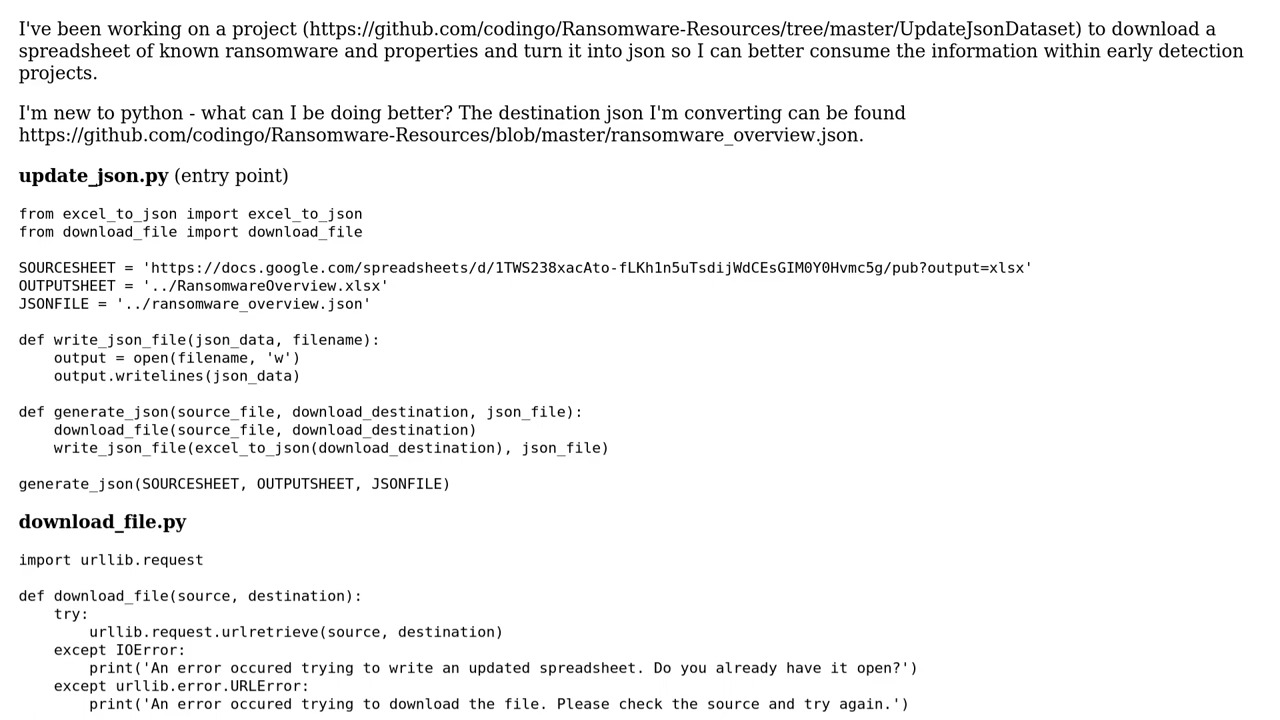 I've been working on a project (https://github.com/codingo/Ransomware-Resources/tree/master/UpdateJsonDataset) to download a
spreadsheet of known ransomware and properties and turn it into json so I can better consume the information within early detection
projects.
I'm new to python - what can I be doing better? The destination json I'm converting can be found
https://github.com/codingo/Ransomware-Resources/blob/master/ransomware_overview.json.
update_json.py (entry point)
from excel_to_json import excel_to_json
from download_file import download_file
SOURCESHEET = 'https://docs.google.com/spreadsheets/d/1TWS238xacAto-fLKh1n5uTsdijWdCEsGIM0Y0Hvmc5g/pub?output=xlsx'
OUTPUTSHEET = '../RansomwareOverview.xlsx'
JSONFILE = '../ransomware_overview.json'
def write_json_file(json_data, filename):
    output = open(filename, 'w')
    output.writelines(json_data)
def generate_json(source_file, download_destination, json_file):
    download_file(source_file, download_destination)
    write_json_file(excel_to_json(download_destination), json_file)
generate_json(SOURCESHEET, OUTPUTSHEET, JSONFILE)
download_file.py
import urllib.request
def download_file(source, destination):
    try:
        urllib.request.urlretrieve(source, destination)
    except IOError:
        print('An error occured trying to write an updated spreadsheet. Do you already have it open?')
    except urllib.error.URLError:
        print('An error occured trying to download the file. Please check the source and try again.')